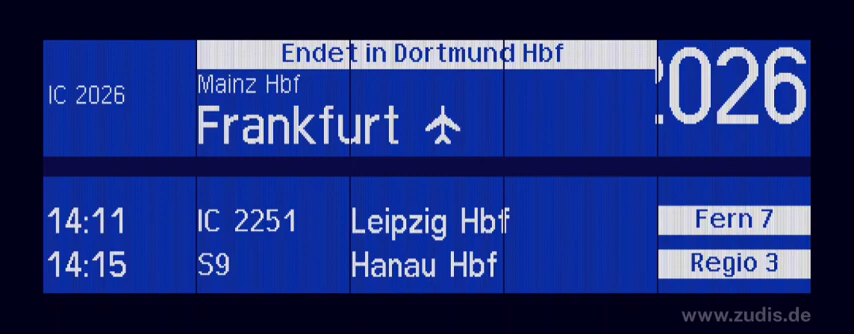 Endet in Dortmund Hbf
IC 2026
Mainz Hbf
Frankfurt
2026
14:11 IC 2251 Leipzig Hbf Fern 7
14:15 S9 Hanau Hbf Regio 3
www.zudis.de